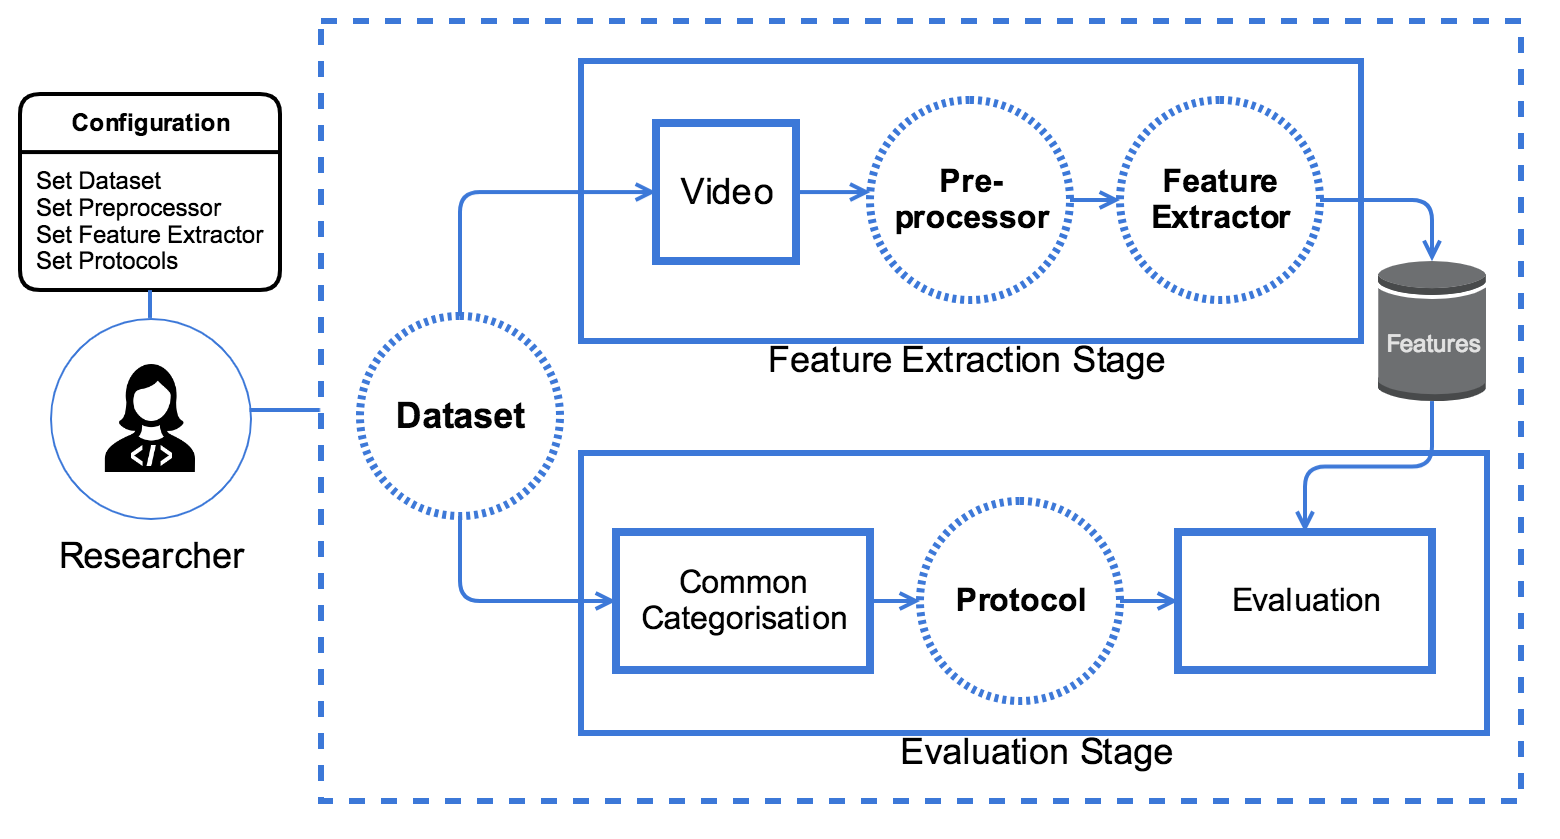 Configuration
Set Dataset
Set Preprocessor
Set Feature Extractor
Set Protocols
</>
Researcher
Dataset
Video
Pre-
processor
Feature
Extractor
Feature Extraction Stage
Features
Common
Categorisation
Protocol
Evaluation
Evaluation Stage